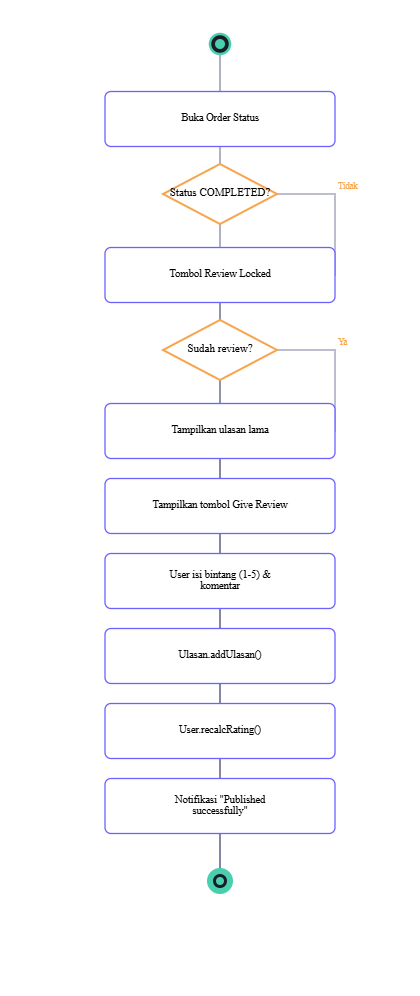 Buka Order Status
Status COMPLETED?
Tidak
Tombol Review Locked
Sudah review?
Ya
Tampilkan ulasan lama
Tampilkan tombol Give Review
User isi bintang (1-5) &
komentar
Ulasan.addUlasan()
User.recalcRating()
Notifikasi "Published
successfully"